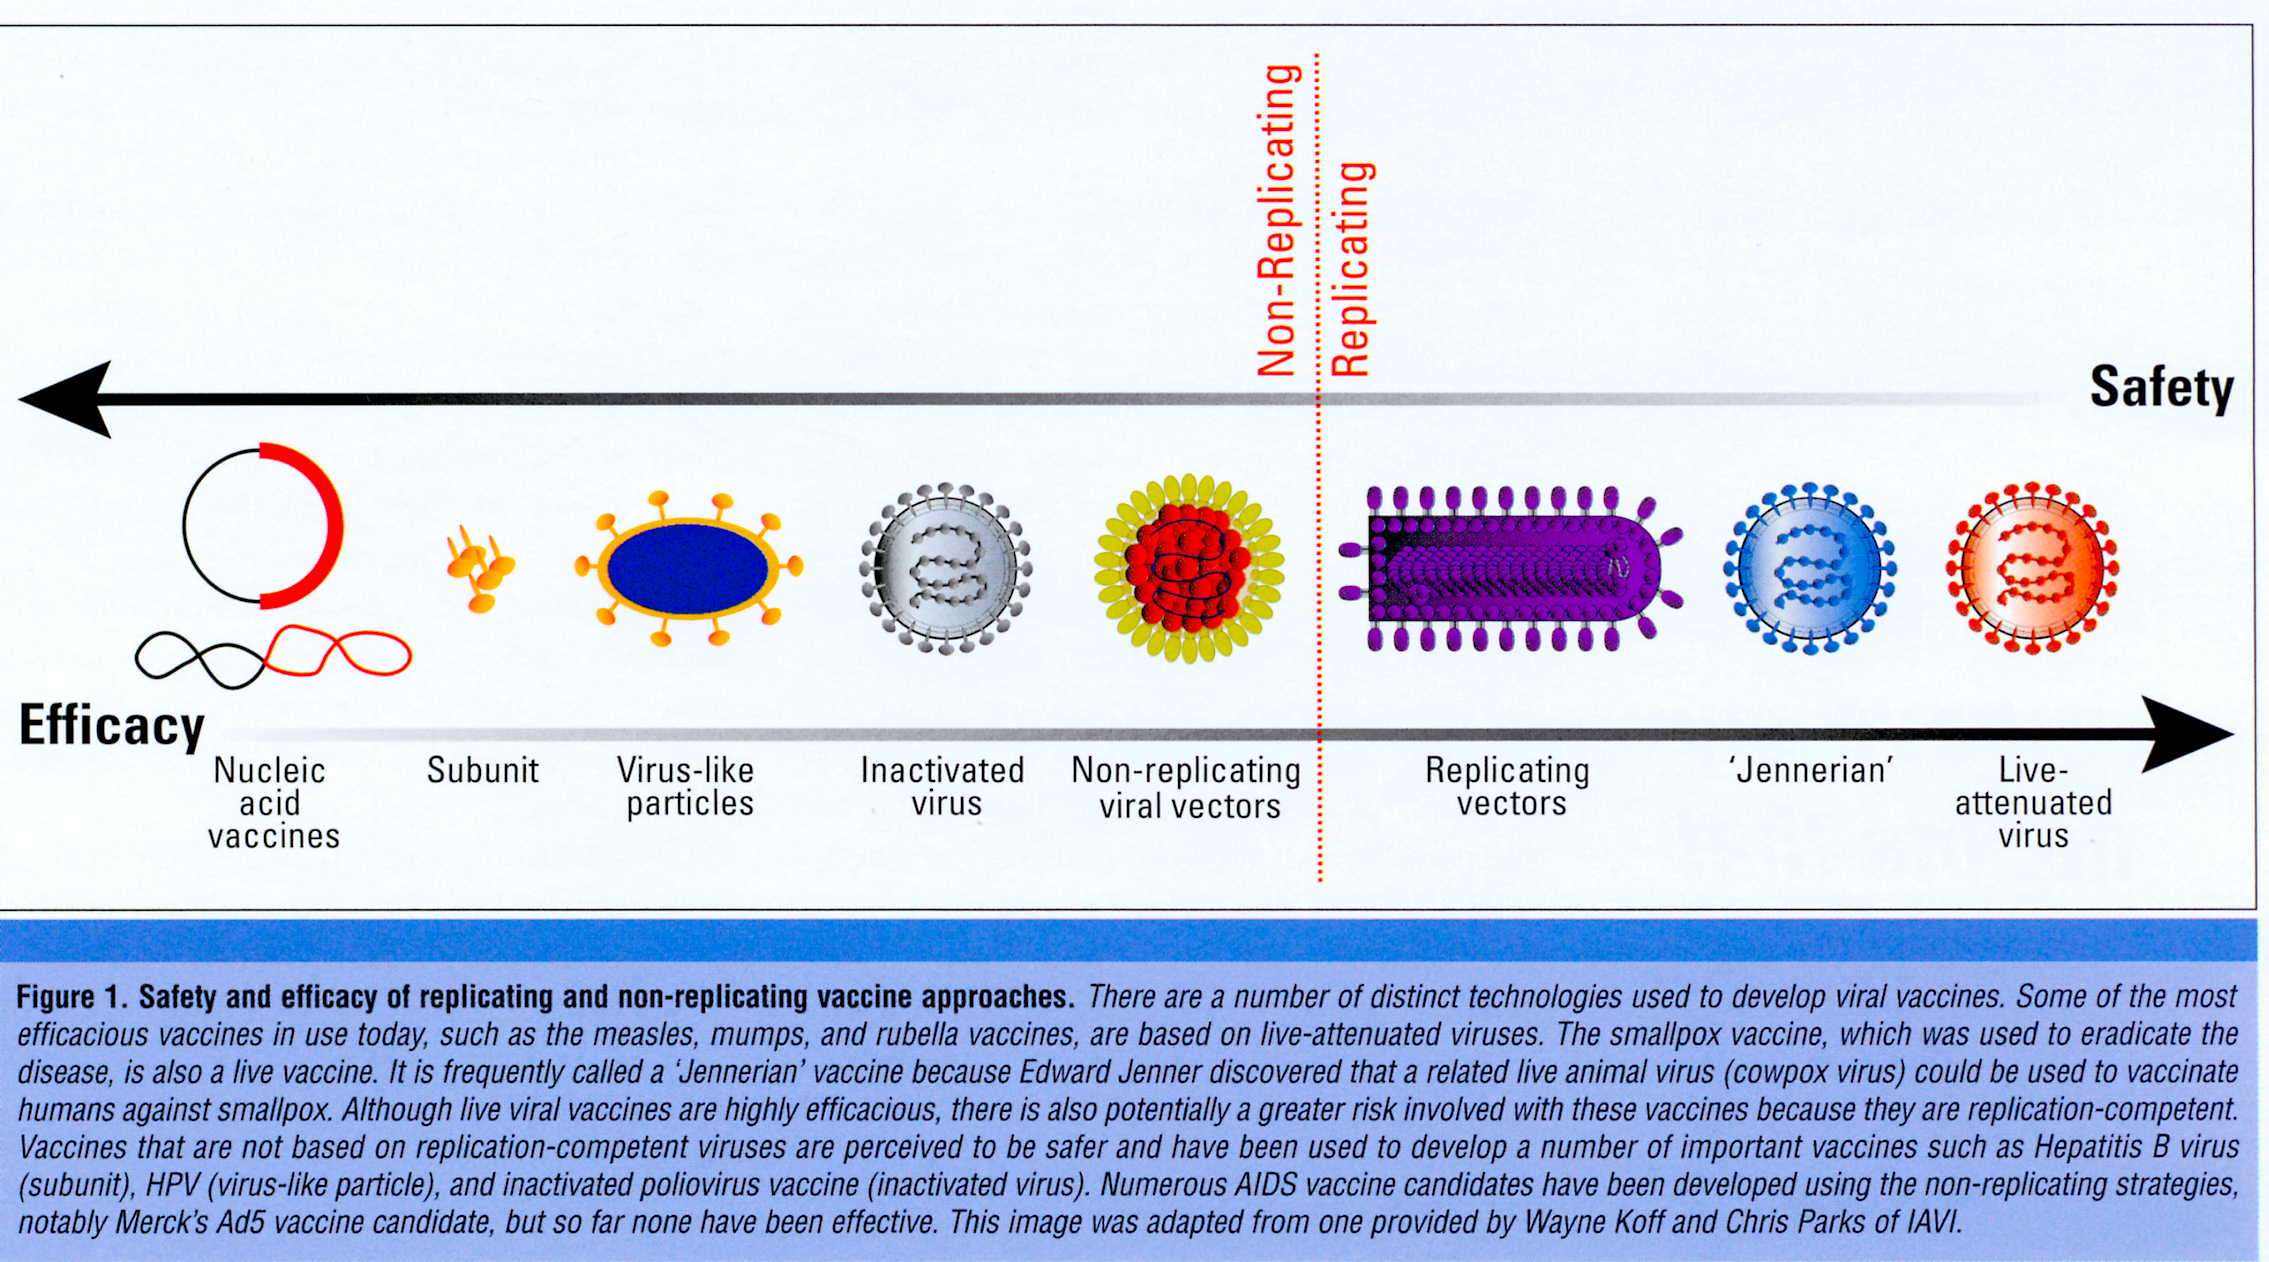 Non-Replicating
Replicating
Safety
Efficacy
Nucleic
acid
vaccines
Subunit
Virus-like
particles
Inactivated
virus
Non-replicating
viral vectors
Replicating
vectors
‘Jennerian’
Live-
attenuated
virus
Figure 1. Safety and efficacy of replicating and non-replicating vaccine approaches. There are a number of distinct technologies used to develop viral vaccines. Some of the most
efficacious vaccines in use today, such as the measles, mumps, and rubella vaccines, are based on live-attenuated viruses. The smallpox vaccine, which was used to eradicate the
disease, is also a live vaccine. It is frequently called a ‘Jennerian’ vaccine because Edward Jenner discovered that a related live animal virus (cowpox virus) could be used to vaccinate
humans against smallpox. Although live viral vaccines are highly efficacious, there is also potentially a greater risk involved with these vaccines because they are replication-competent.
Vaccines that are not based on replication-competent viruses are perceived to be safer and have been used to develop a number of important vaccines such as Hepatitis B virus
(subunit), HPV (virus-like particle), and inactivated poliovirus vaccine (inactivated virus). Numerous AIDS vaccine candidates have been developed using the non-replicating strategies,
notably Merck’s Ad5 vaccine candidate, but so far none have been effective. This image was adapted from one provided by Wayne Koff and Chris Parks of IAVI.